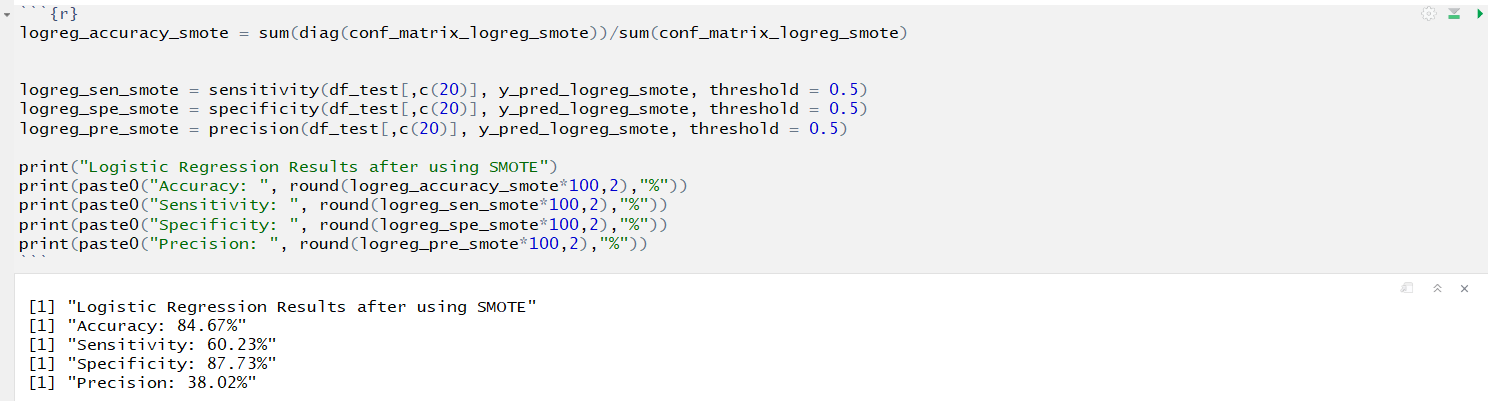 ```{r}
logreg_accuracy_smote = sum(diag(conf_matrix_logreg_smote))/sum(conf_matrix_logreg_smote)
logreg_sen_smote = sensitivity(df_test[,c(20)], y_pred_logreg_smote, threshold = 0.5)
logreg_spe_smote = specificity(df_test[,c(20)], y_pred_logreg_smote, threshold = 0.5)
logreg_pre_smote = precision(df_test[,c(20)], y_pred_logreg_smote, threshold = 0.5)
print("Logistic Regression Results after using SMOTE")
print(paste0("Accuracy: ", round(logreg_accuracy_smote*100,2),"%"))
print(paste0("Sensitivity: ", round(logreg_sen_smote*100,2),"%"))
print(paste0("Specificity: ", round(logreg_spe_smote*100,2),"%"))
print(paste0("Precision: ", round(logreg_pre_smote*100,2),"%"))
```
[1] "Logistic Regression Results after using SMOTE"
[1] "Accuracy: 84.67%"
[1] "Sensitivity: 60.23%"
[1] "Specificity: 87.73%"
[1] "Precision: 38.02%"